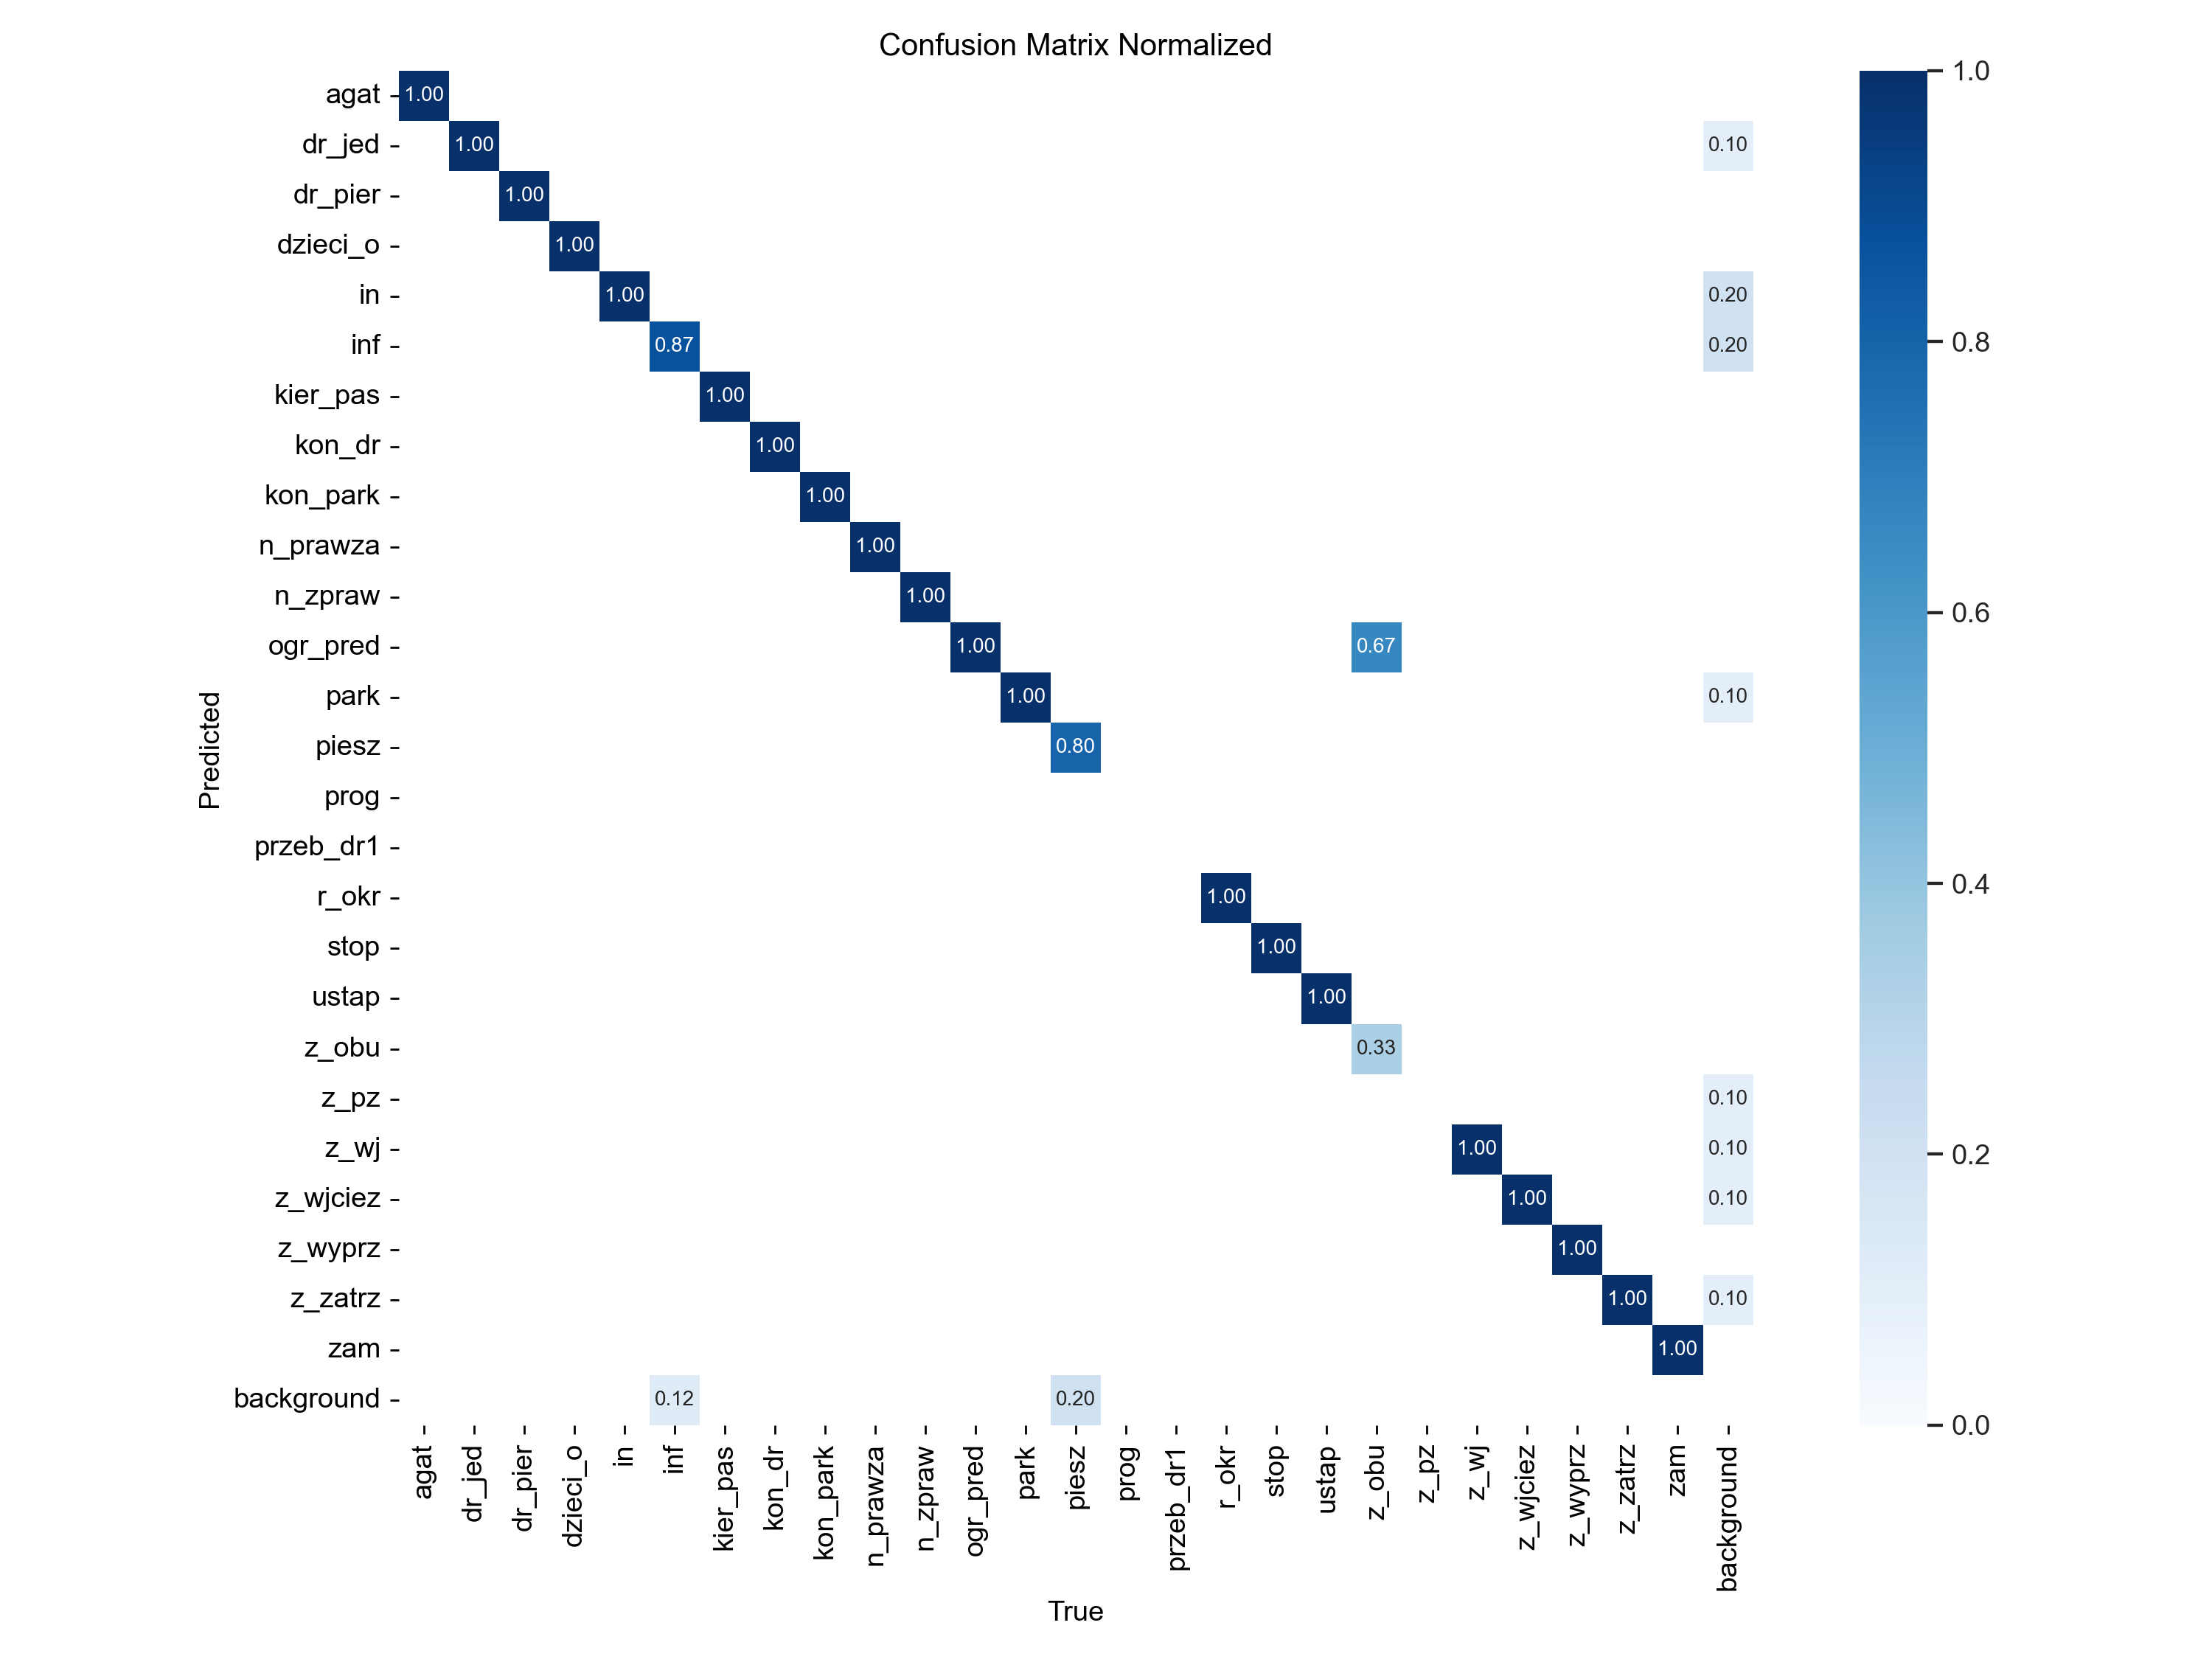 Confusion Matrix Normalized
agat 1.00
dr_jed 1.00 0.10
dr_pier 1.00
dzieci_o 1.00
in 1.00 0.20
inf 0.87 0.20
kier_pas 1.00
kon_dr 1.00
kon_park 1.00
n_prawza 1.00
n_zpraw 1.00
ogr_pred 1.00 0.67
park 1.00 0.10
piesz 0.80
prog
przeb_dr1
r_okr 1.00
stop 1.00
ustap 1.00
z_obu 0.33
z_pz 0.10
z_wj 1.00 0.10
z_wjciez 1.00 0.10
z_wyprz 1.00
z_zatrz 1.00 0.10
zam 1.00
background 0.12 0.20
Predicted
agat
dr_jed
dr_pier
dzieci_o
in
inf
kier_pas
kon_dr
kon_park
n_prawza
n_zpraw
ogr_pred
park
piesz
prog
przeb_dr1
r_okr
stop
ustap
z_obu
z_pz
z_wj
z_wjciez
z_wyprz
z_zatrz
zam
background
True
1.0
0.8
0.6
0.4
0.2
0.0